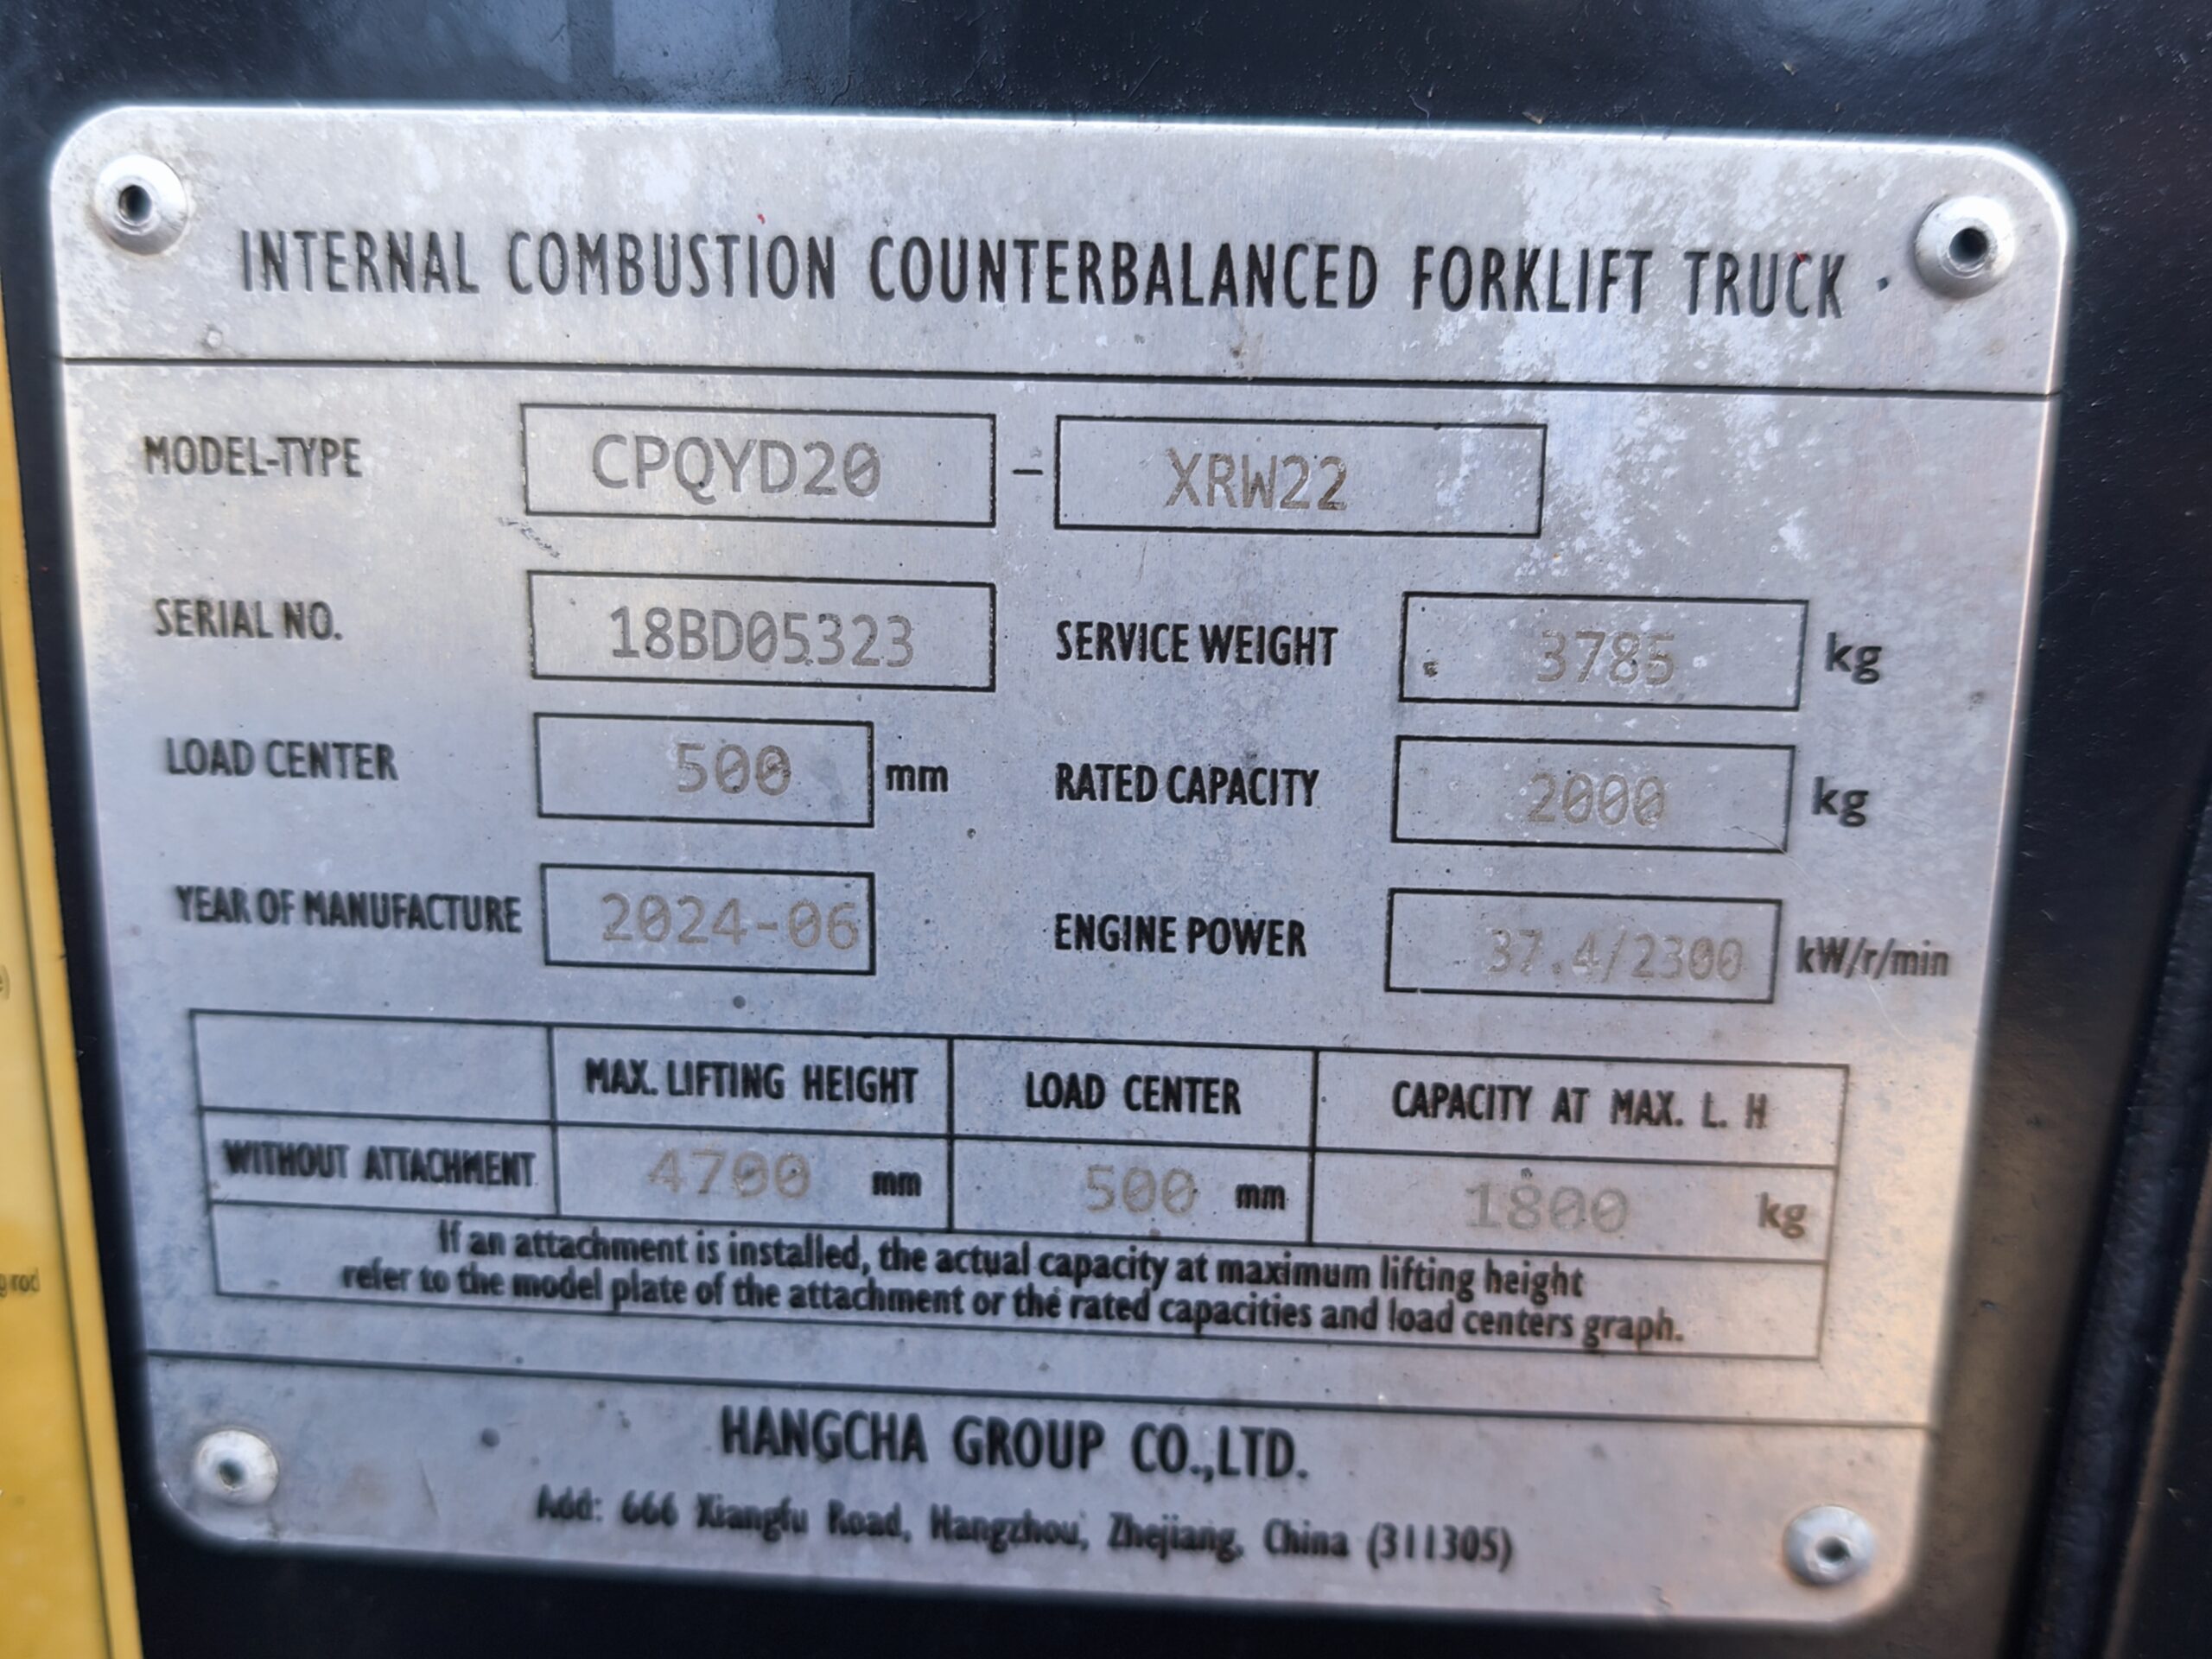 INTERNAL COMBUSTION COUNTERBALANCED FORKLIFT TRUCK
MODEL-TYPE CPQYD20 - XRW22
SERIAL NO. 18BD05323 SERVICE WEIGHT 3785 kg
LOAD CENTER 500 mm RATED CAPACITY 2000 kg
YEAR OF MANUFACTURE 2024-06 ENGINE POWER 37.4/2300 kW/r/min
MAX. LIFTING HEIGHT LOAD CENTER CAPACITY AT MAX. L. H
WITHOUT ATTACHMENT 4700 mm 500 mm 1800 kg
If an attachment is installed, the actual capacity at maximum lifting height
refer to the model plate of the attachment or the rated capacities and load centers graph.
HANGCHA GROUP CO.,LTD.
Add: 666 Xiangfu Road, Hangzhou, Zhejiang, China (311305)